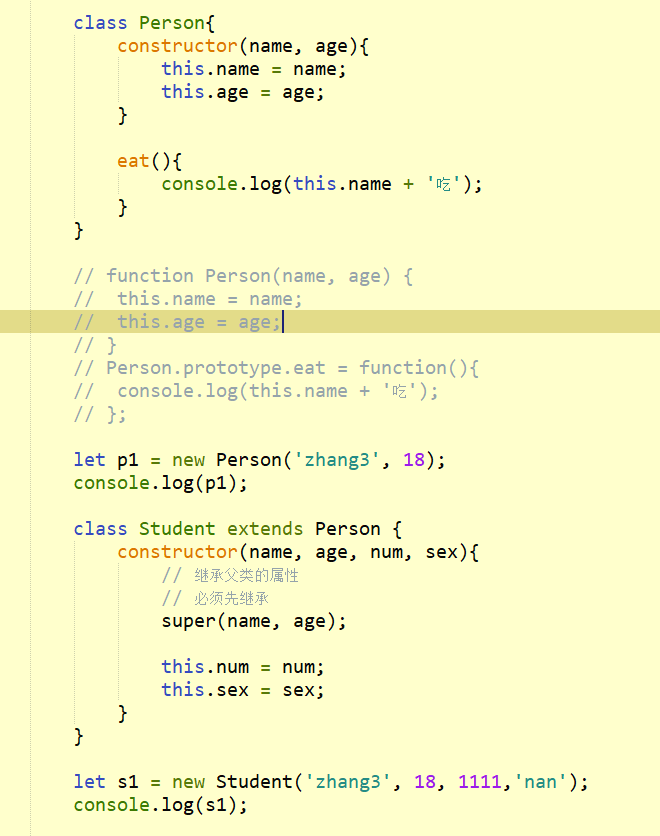 class Person{
constructor(name, age){
this.name = name;
this.age = age;
}
eat(){
console.log(this.name + '吃');
}
}
// function Person(name, age) {
//  this.name = name;
//  this.age = age;
// }
// Person.prototype.eat = function(){
//  console.log(this.name + '吃');
// };
let p1 = new Person('zhang3', 18);
console.log(p1);
class Student extends Person {
constructor(name, age, num, sex){
// 继承父类的属性
// 必须先继承
super(name, age);
this.num = num;
this.sex = sex;
}
}
let s1 = new Student('zhang3', 18, 1111,'nan');
console.log(s1);